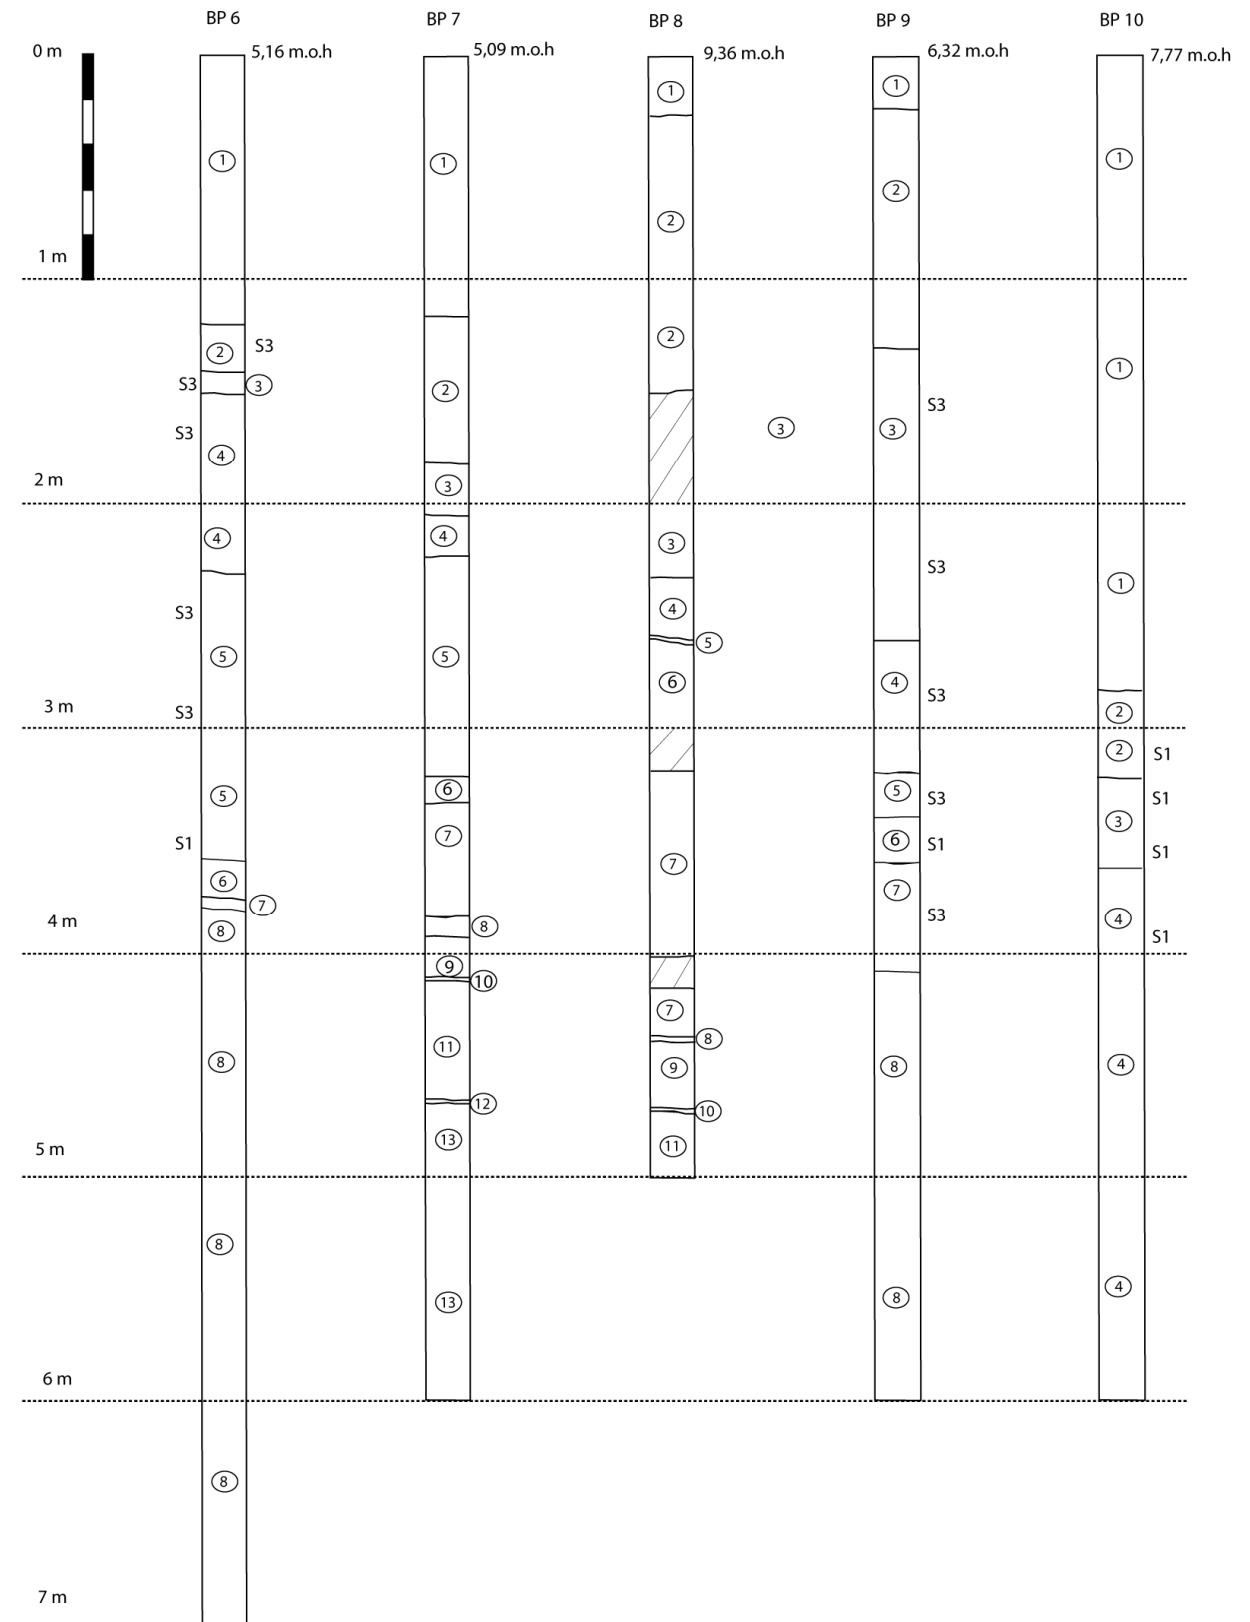 BP 6 BP 7 BP 8 BP 9 BP 10
0 m 5,16 m.o.h 5,09 m.o.h 9,36 m.o.h 6,32 m.o.h 7,77 m.o.h
1 1
1 1 1
2 2
1 m
2 1
2 S3
S3 3 2 S3
S3 3 3
4
2 m 3
4 4 3 S3
1
S3 4
5 5 5
6 4 S3
3 m S3 2
2 S1
5 6 5 S3 S1
S1 7 6 S1 3 S1
6 7 7
7 S3
4 m 8 8 4 S1
9 10
7
8 11 8 9 8 4
12 10
5 m 13 11
8
13 8 4
6 m
8
7 m